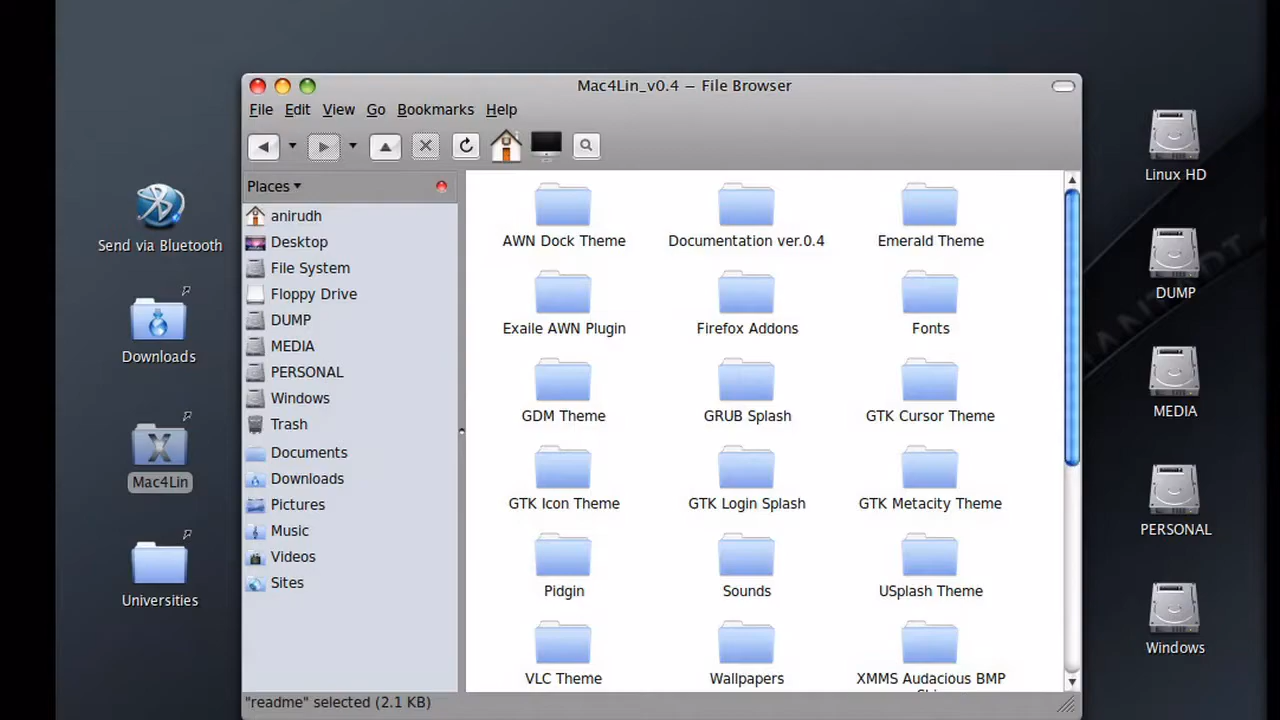 Mac4Lin_v0.4 — File Browser
File Edit View Go Bookmarks Help
Places
anirudh
Desktop
File System
Floppy Drive
DUMP
MEDIA
PERSONAL
Windows
Trash
Documents
Downloads
Pictures
Music
Videos
Sites
AWN Dock Theme Documentation ver.0.4 Emerald Theme
Exaile AWN Plugin Firefox Addons Fonts
GDM Theme GRUB Splash GTK Cursor Theme
GTK Icon Theme GTK Login Splash GTK Metacity Theme
Pidgin Sounds USplash Theme
VLC Theme Wallpapers XMMS Audacious BMP
"readme" selected (2.1 KB)
Send via Bluetooth
Downloads
Mac4Lin
Universities
Linux HD
DUMP
MEDIA
PERSONAL
Windows